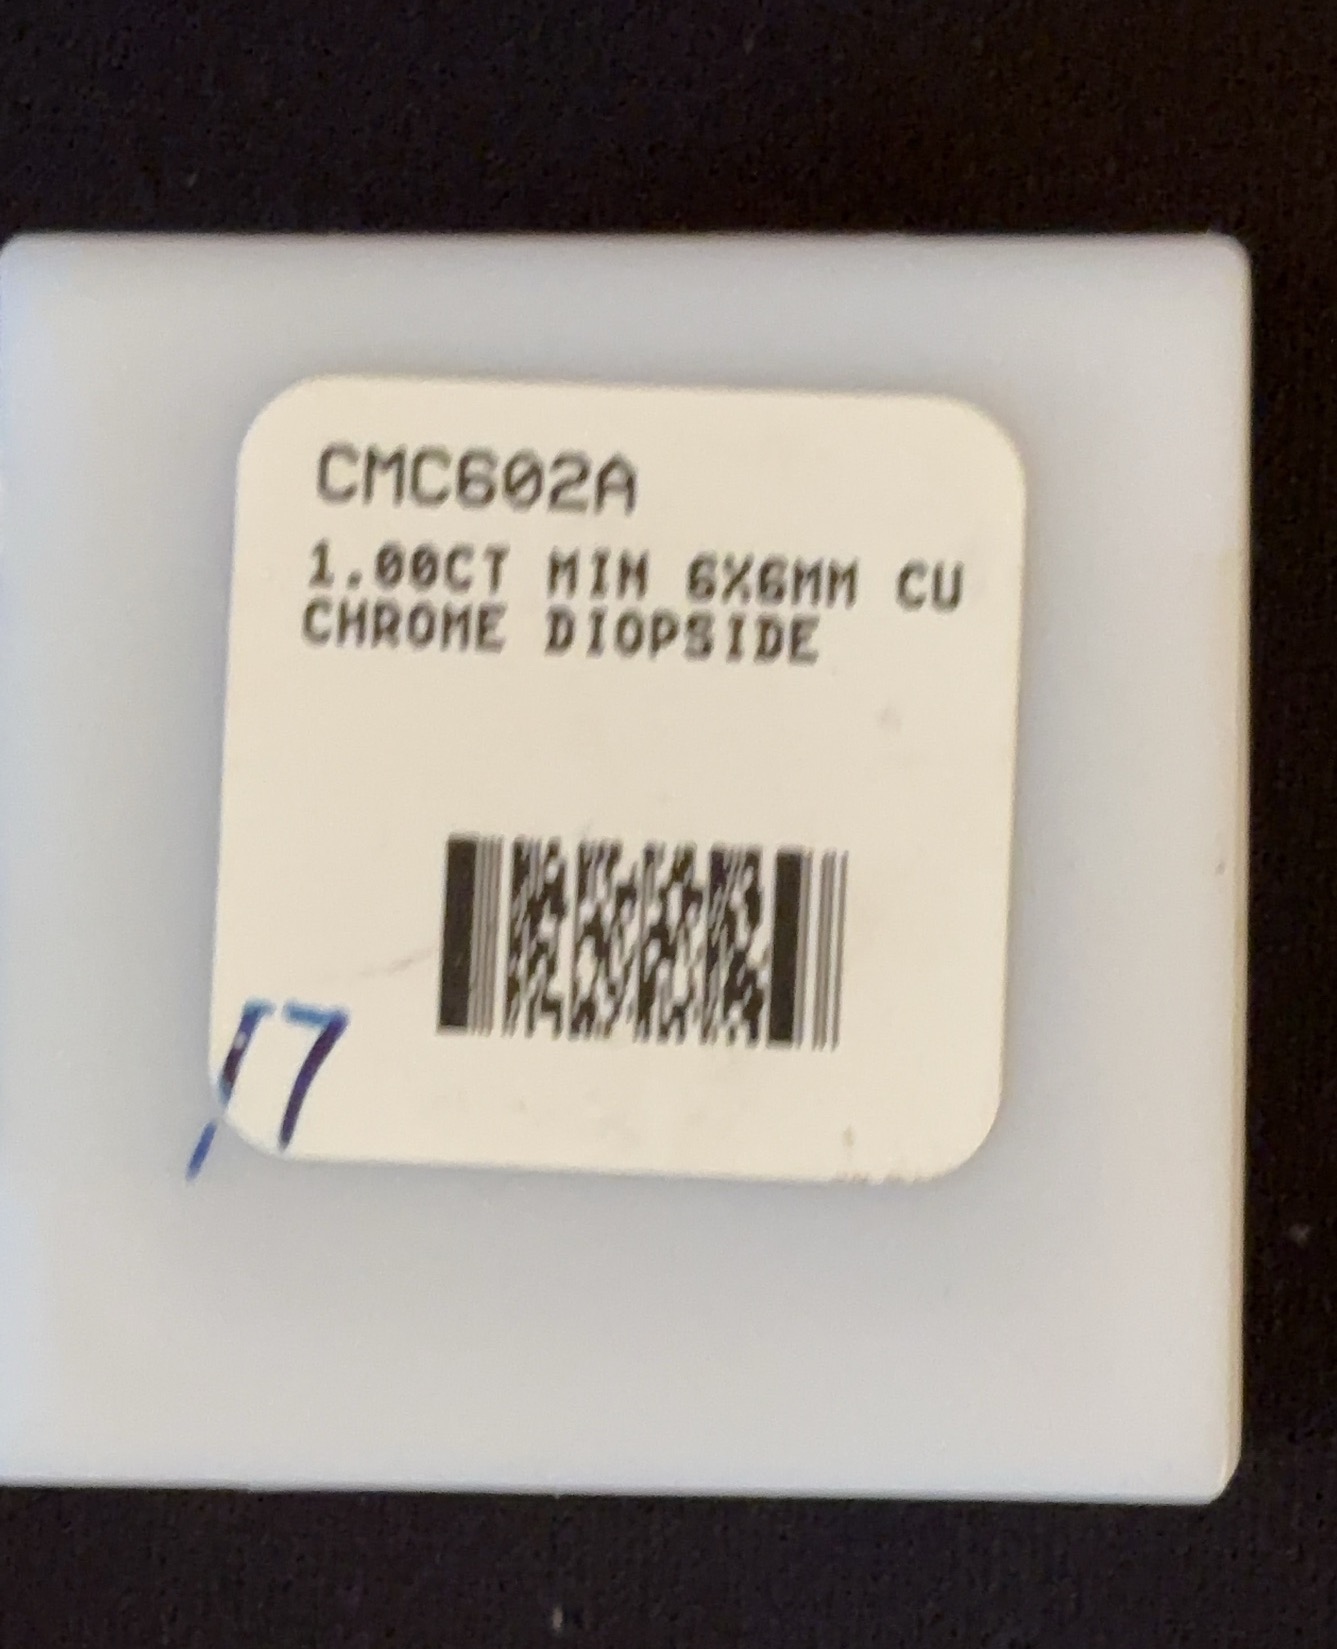 CMC602A
1.00CT MIN 6X6MM CU
CHROME DIOPSIDE
17